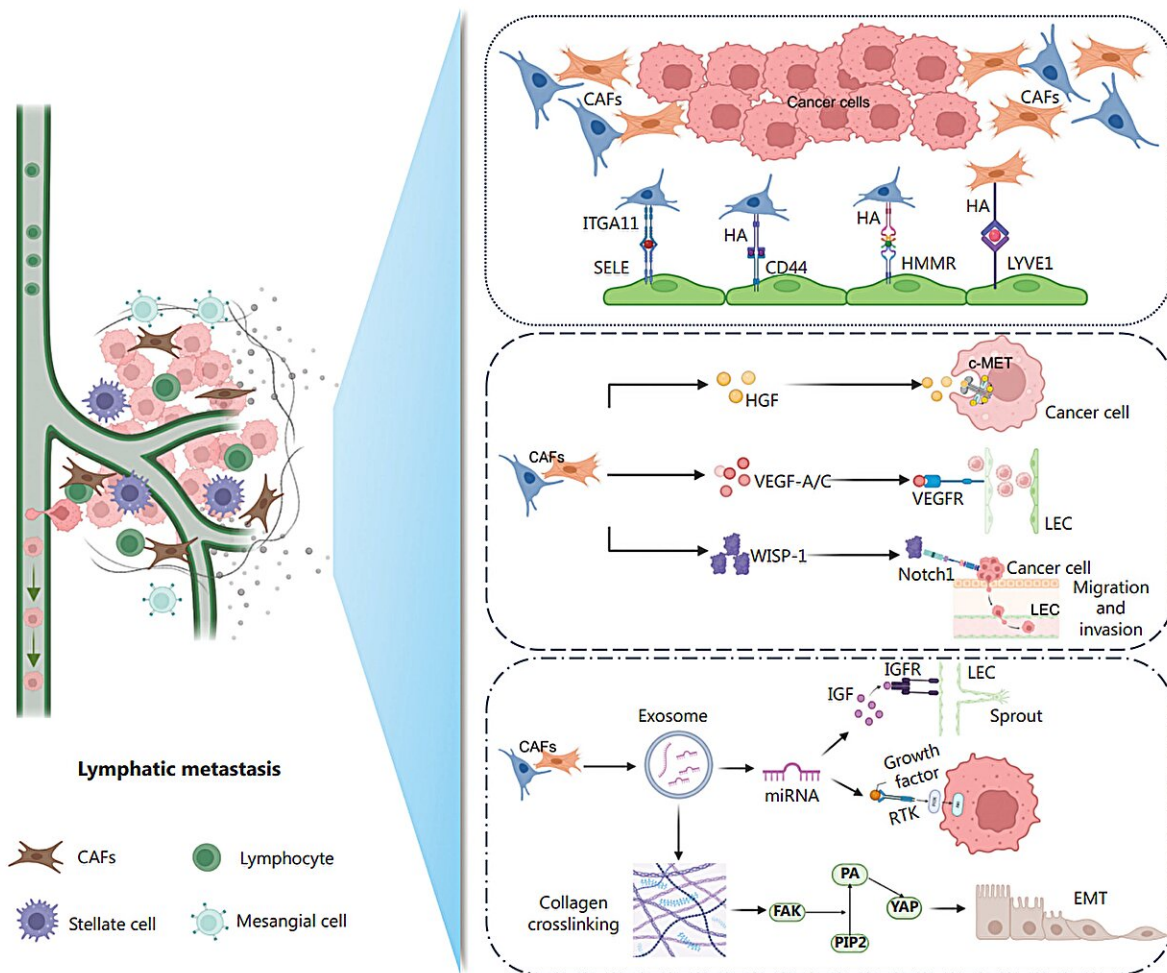 Lymphatic metastasis
CAFs
Lymphocyte
Stellate cell
Mesangial cell
CAFs
Cancer cells
CAFs
ITGA11
SELE
HA
CD44
HA
HMMR
HA
LYVE1
CAFs
HGF
c-MET
Cancer cell
VEGF-A/C
VEGFR
LEC
WISP-1
Notch1
Cancer cell
LEC
Migration
and
invasion
CAFs
Exosome
miRNA
IGF
IGFR
LEC
Sprout
Growth
factor
RTK
Collagen
crosslinking
FAK
PIP2
PA
YAP
EMT